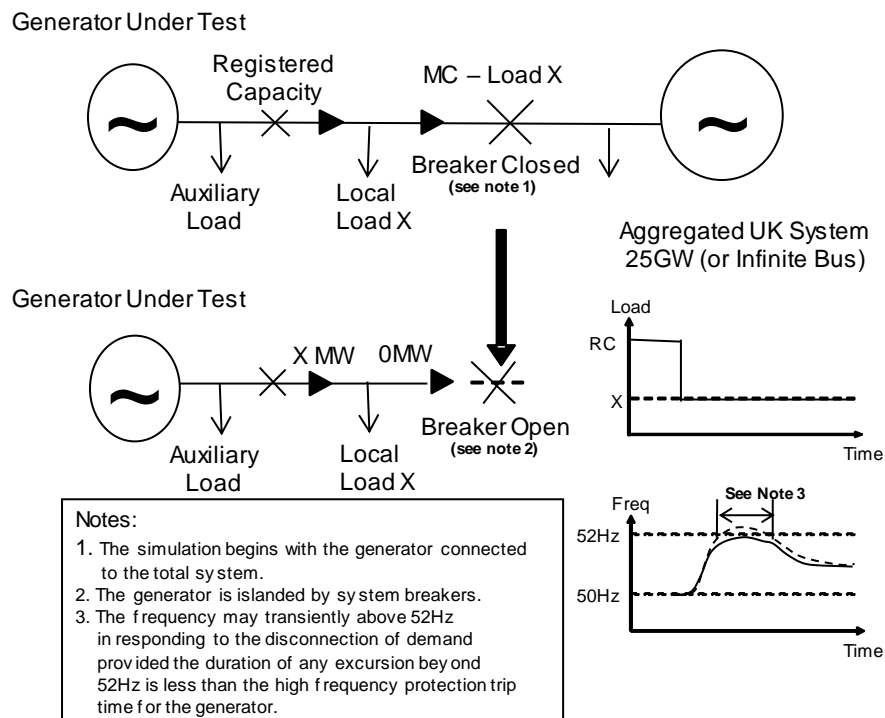 Generator Under Test
Registered
Capacity
MC – Load X
~
~
Auxiliary
Load
Local
Load X
Breaker Closed
(see note 1)
Aggregated UK System
25GW (or Infinite Bus)
Generator Under Test
~
X MW
0MW
Auxiliary
Load
Local
Load X
Breaker Open
(see note 2)
Load
RC
X
Time
Freq
See Note 3
52Hz
50Hz
Time
Notes:
1. The simulation begins with the generator connected
to the total system.
2. The generator is islanded by system breakers.
3. The frequency may transiently above 52Hz
in responding to the disconnection of demand
provided the duration of any excursion beyond
52Hz is less than the high frequency protection trip
time for the generator.